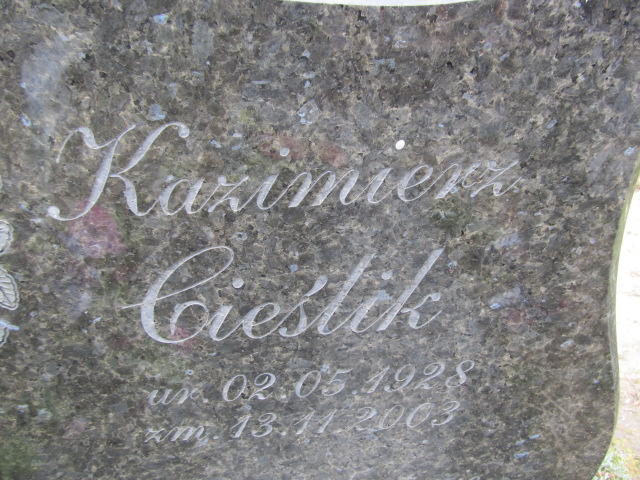 Kazimierz
Cieślik
ur. 02.05.1928
zm. 13.11.2003